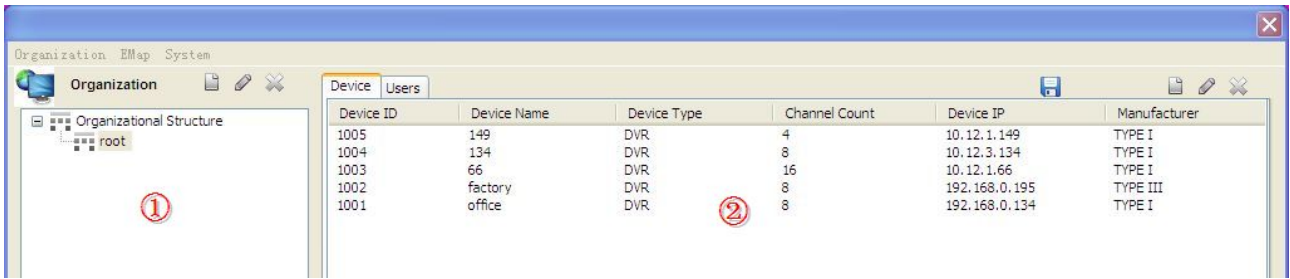 Organization EMap System
Organization
Device Users
Organizational Structure
root
①
Device ID Device Name Device Type Channel Count Device IP Manufacturer
1005 149 DVR 4 10.12.1.149 TYPE I
1004 134 DVR 8 10.12.3.134 TYPE I
1003 66 DVR 16 10.12.1.66 TYPE I
1002 factory DVR 8 192.168.0.195 TYPE III
1001 office DVR 8 192.168.0.134 TYPE I
②